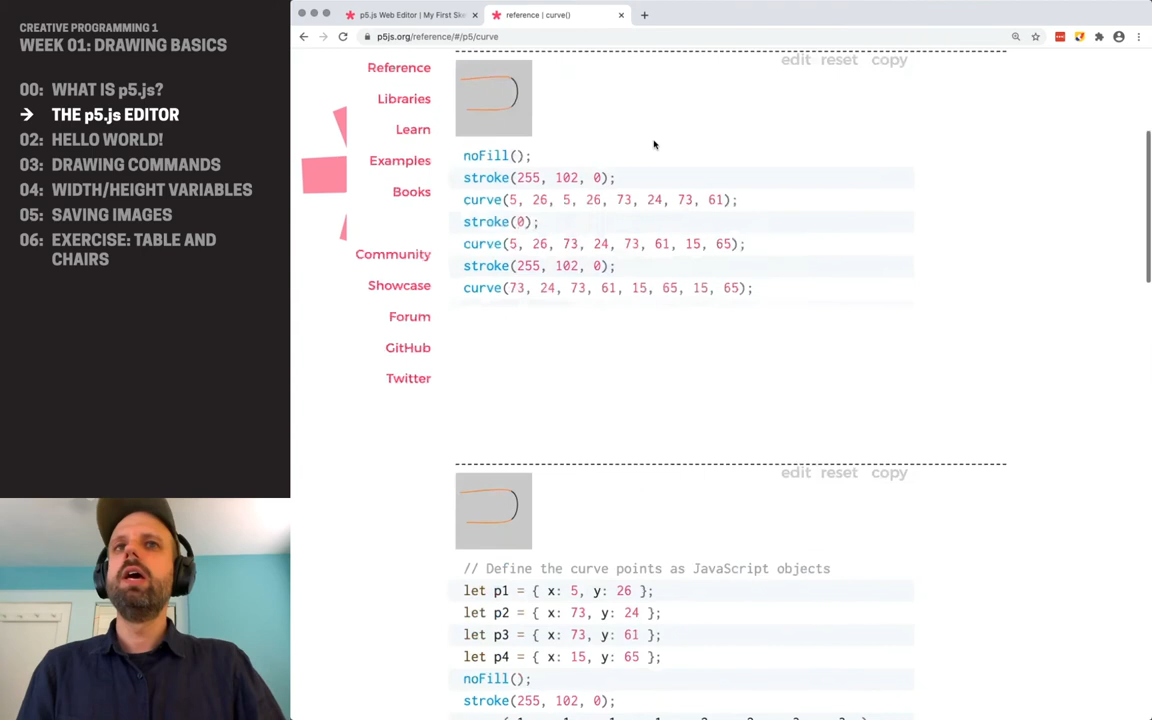 CREATIVE PROGRAMMING 1
WEEK 01: DRAWING BASICS
00: WHAT IS p5.js?
→ THE p5.js EDITOR
02: HELLO WORLD!
03: DRAWING COMMANDS
04: WIDTH/HEIGHT VARIABLES
05: SAVING IMAGES
06: EXERCISE: TABLE AND
CHAIRS
p5.js Web Editor | My First Ske
reference | curve()
p5js.org/reference/#/p5/curve
Reference
Libraries
Learn
Examples
Books
Community
Showcase
Forum
GitHub
Twitter
edit reset copy
noFill();
stroke(255, 102, 0);
curve(5, 26, 5, 26, 73, 24, 73, 61);
stroke(0);
curve(5, 26, 73, 24, 73, 61, 15, 65);
stroke(255, 102, 0);
curve(73, 24, 73, 61, 15, 65, 15, 65);
edit reset copy
// Define the curve points as JavaScript objects
let p1 = { x: 5, y: 26 };
let p2 = { x: 73, y: 24 };
let p3 = { x: 73, y: 61 };
let p4 = { x: 15, y: 65 };
noFill();
stroke(255, 102, 0);